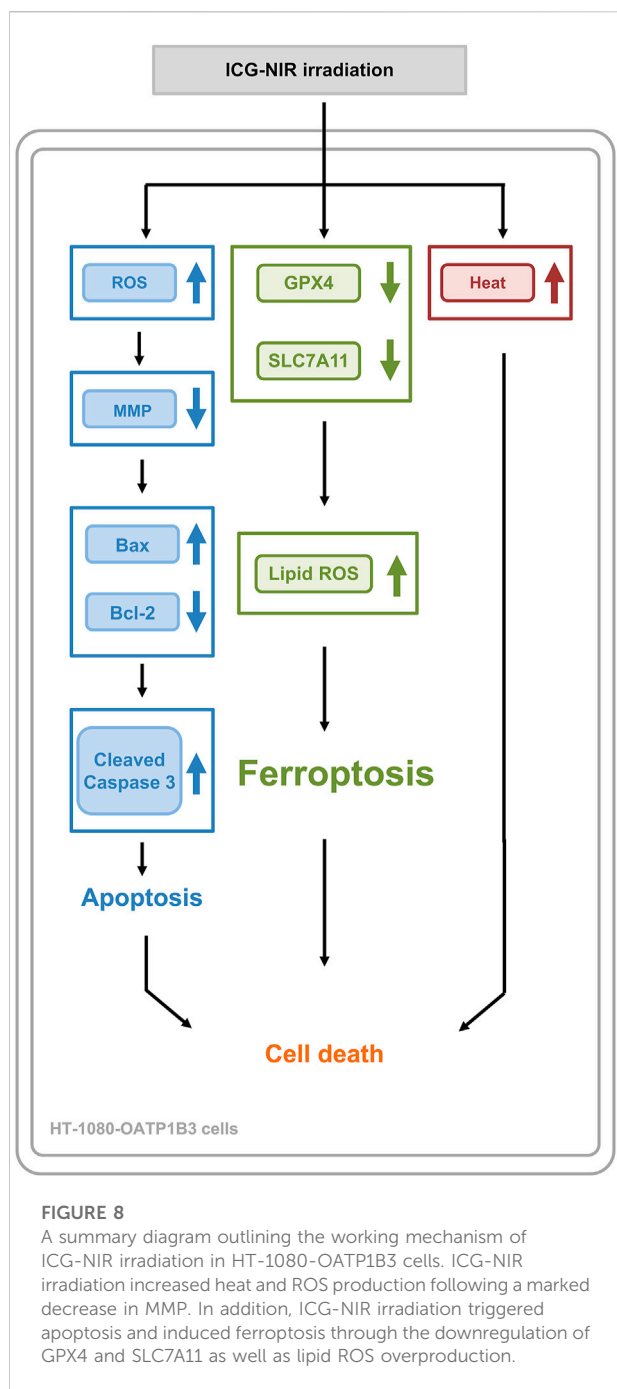 ICG-NIR irradiation
ROS
GPX4
Heat
SLC7A11
MMP
Bax
Lipid ROS
Bcl-2
Cleaved
Caspase 3
Ferroptosis
Apoptosis
Cell death
HT-1080-OATP1B3 cells
FIGURE 8
A summary diagram outlining the working mechanism of
ICG-NIR irradiation in HT-1080-OATP1B3 cells. ICG-NIR
irradiation increased heat and ROS production following a marked
decrease in MMP. In addition, ICG-NIR irradiation triggered
apoptosis and induced ferroptosis through the downregulation of
GPX4 and SLC7A11 as well as lipid ROS overproduction.